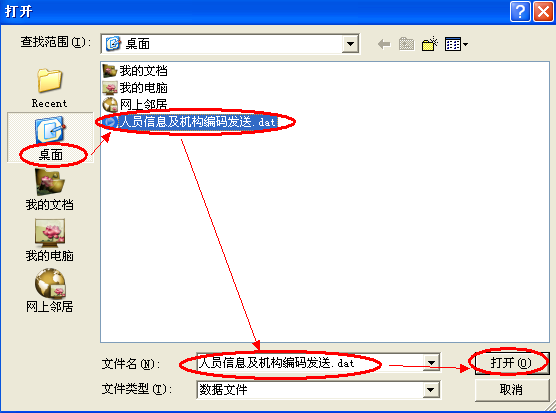 打开
查找范围(I):
桌面
Recent
桌面
我的文档
我的电脑
网上邻居
我的文档
我的电脑
网上邻居
人员信息及机构编码发送.dat
文件名(N):
人员信息及机构编码发送.dat
打开(O)
文件类型(T):
数据文件
取消